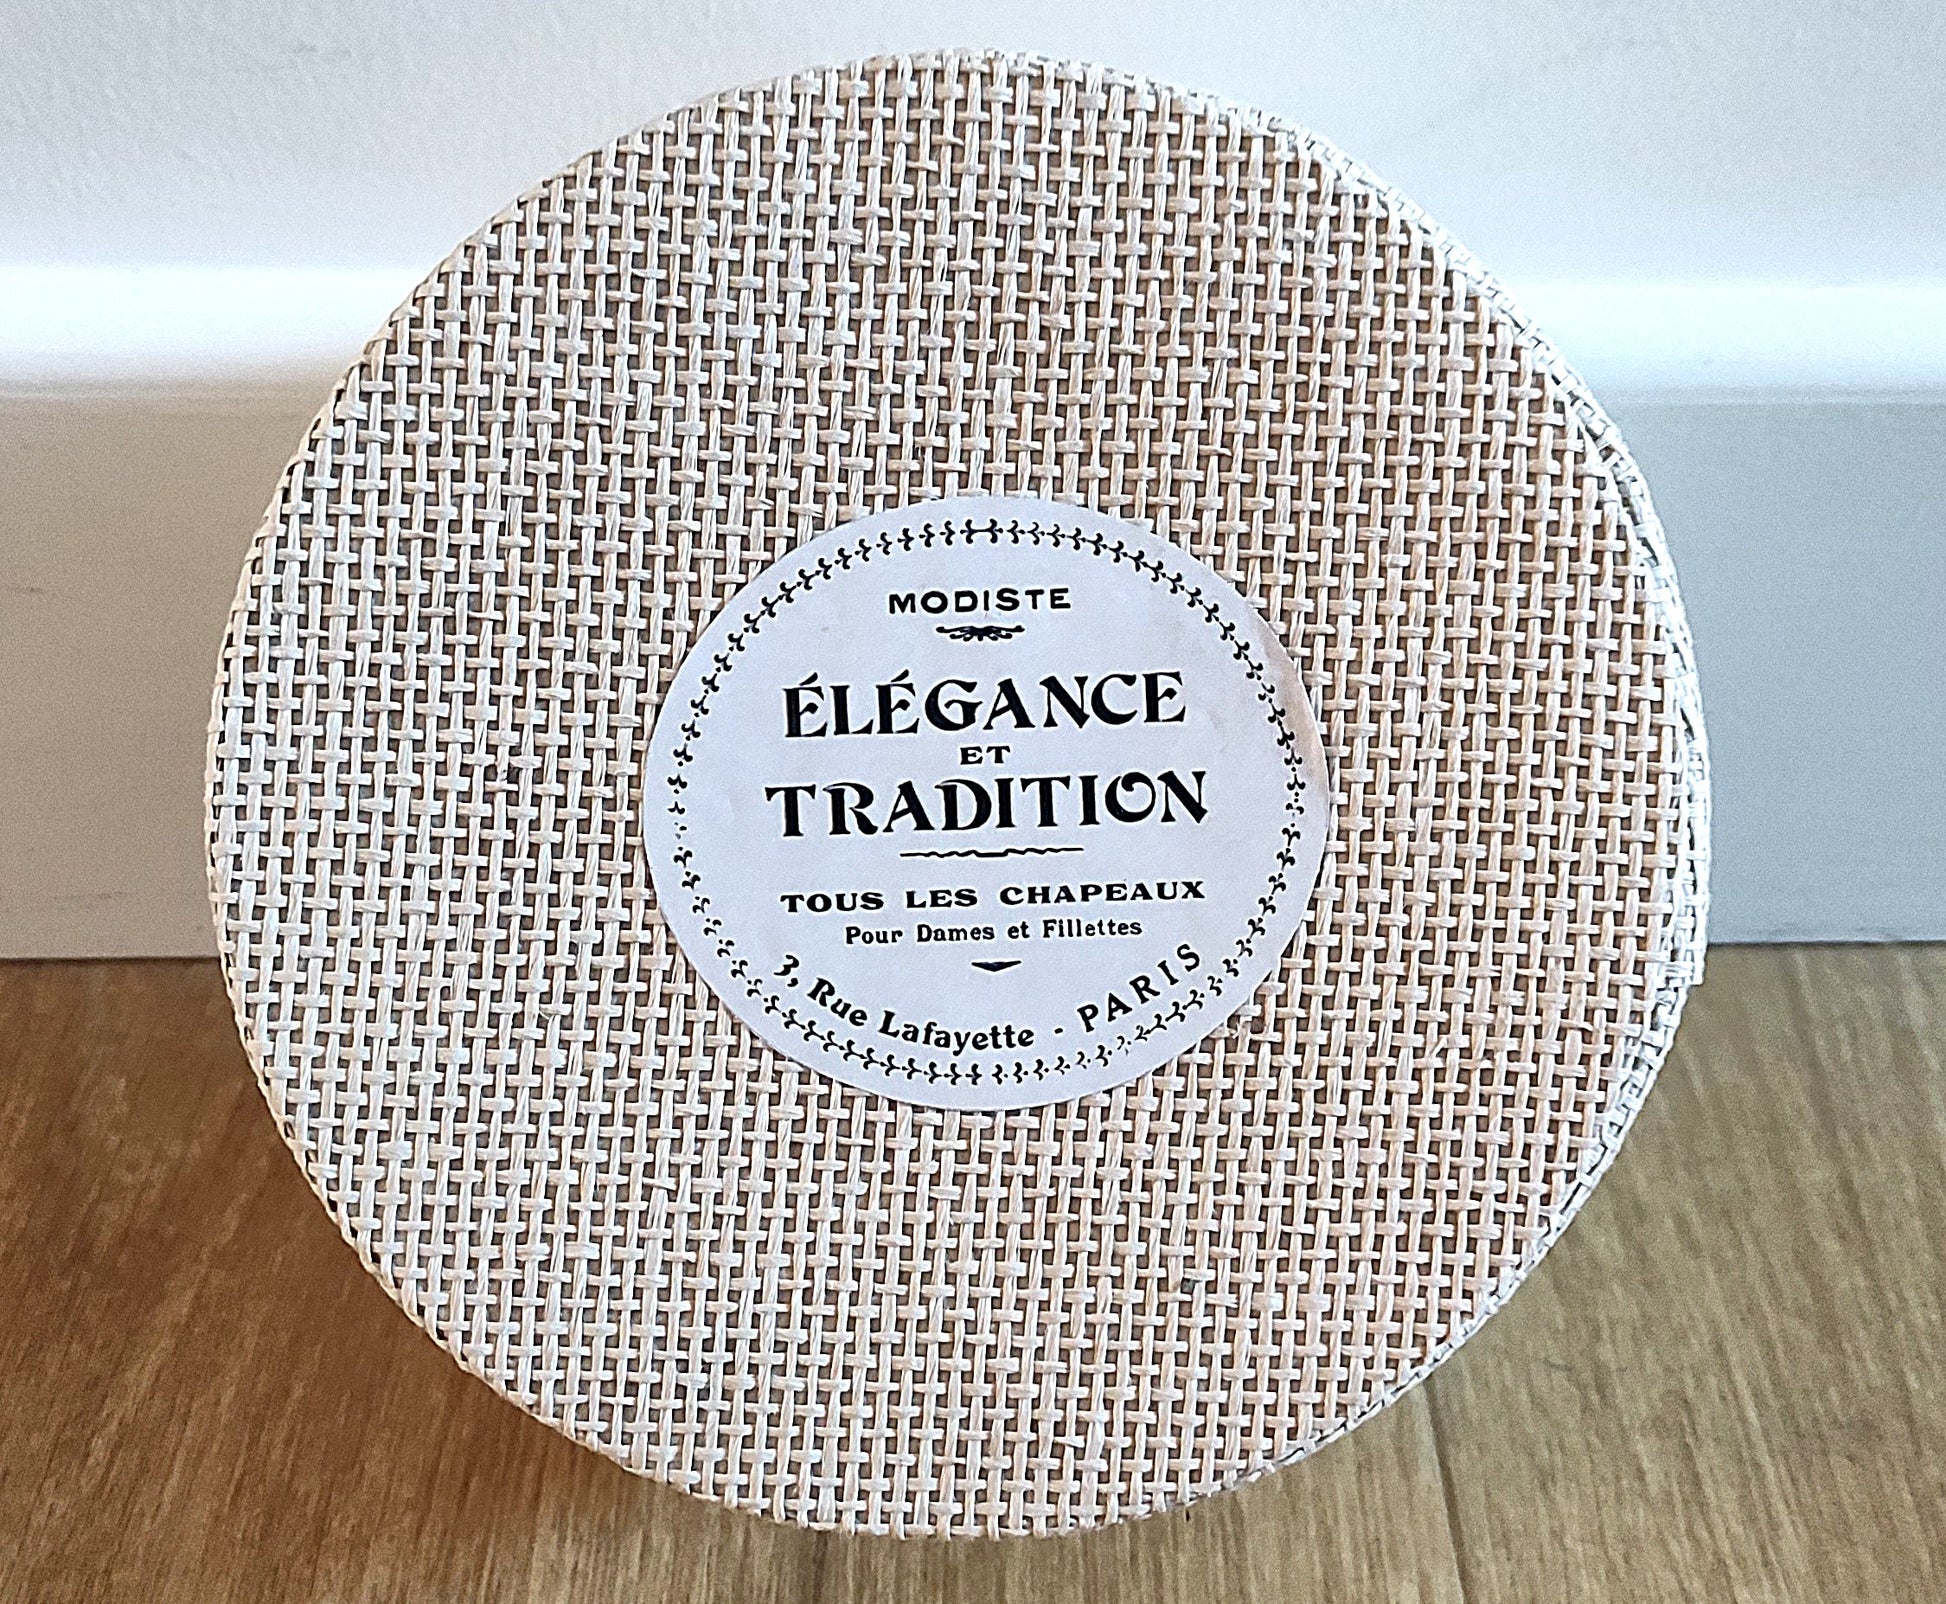 MODISTE
ÉLÉGANCE
ET
TRADITION
TOUS LES CHAPEAUX
Pour Dames et Fillettes
3, Rue Lafayette - PARIS